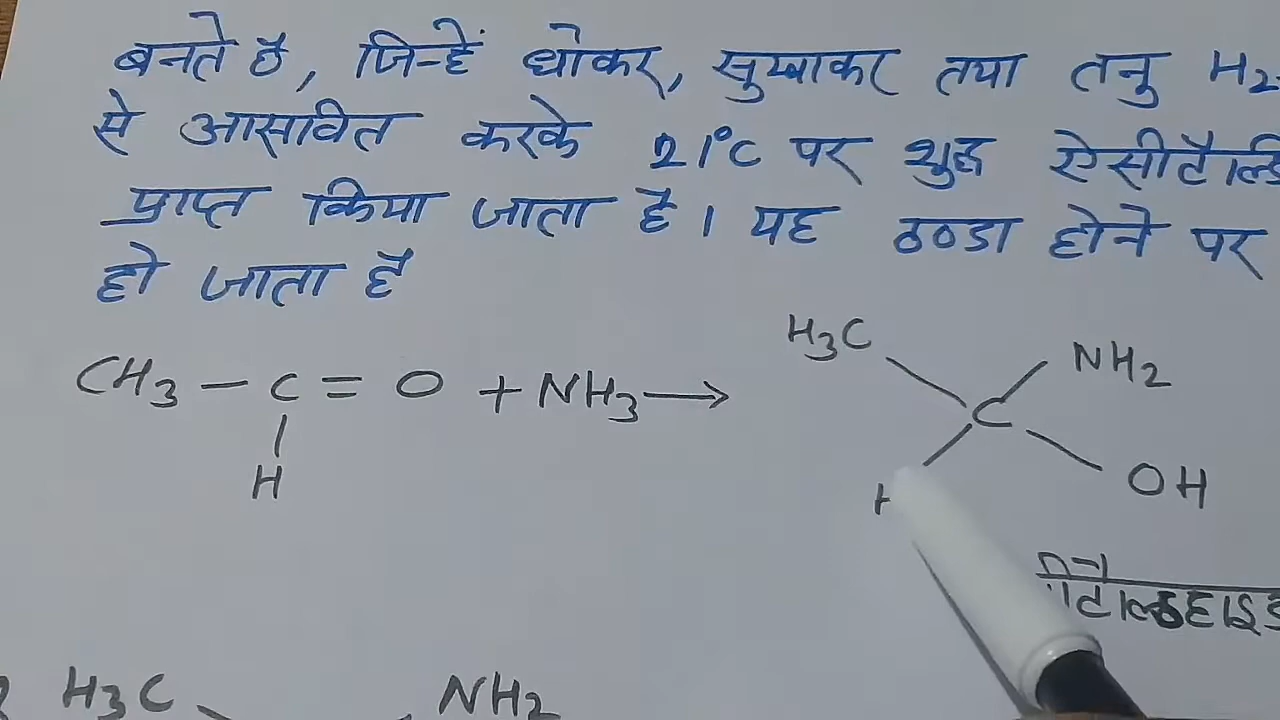 बनते है, जिन्हें धोकर, सुखाकर तथा तनु H2
से आसवित करके 21°C पर शुद्ध ऐसीटैल्डि
प्राप्त किया जाता है। यह ठण्डा होने पर
हो जाता है
CH3 — C = O + NH3 →
H
H3C NH2
C
OH
H3C NH2